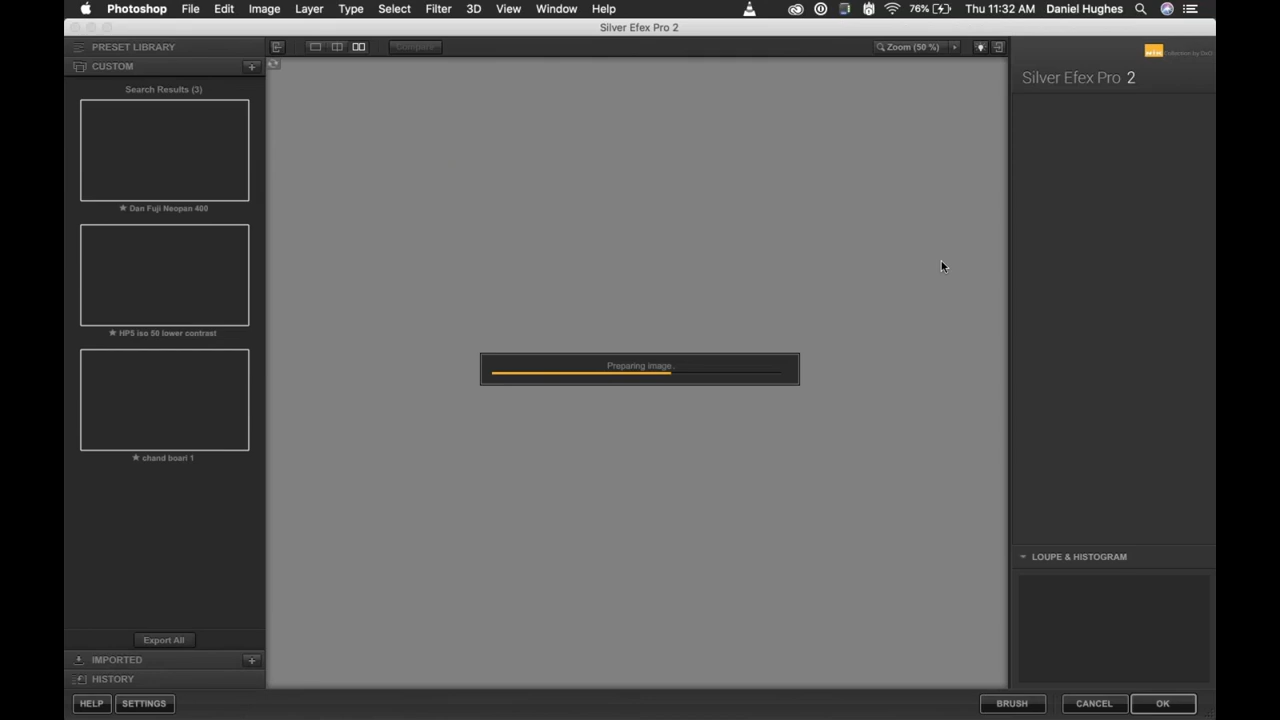 Photoshop File Edit Image Layer Type Select Filter 3D View Window Help 76% Thu 11:32 AM Daniel Hughes
Silver Efex Pro 2
PRESET LIBRARY
Compare
Zoom (50 %)
CUSTOM
Silver Efex Pro 2
Search Results (3)
★ Dan Fuji Neopan 400
★ HP5 iso 50 lower contrast
Preparing image.
★ chand boari 1
LOUPE & HISTOGRAM
Export All
IMPORTED
HISTORY
HELP SETTINGS BRUSH CANCEL OK